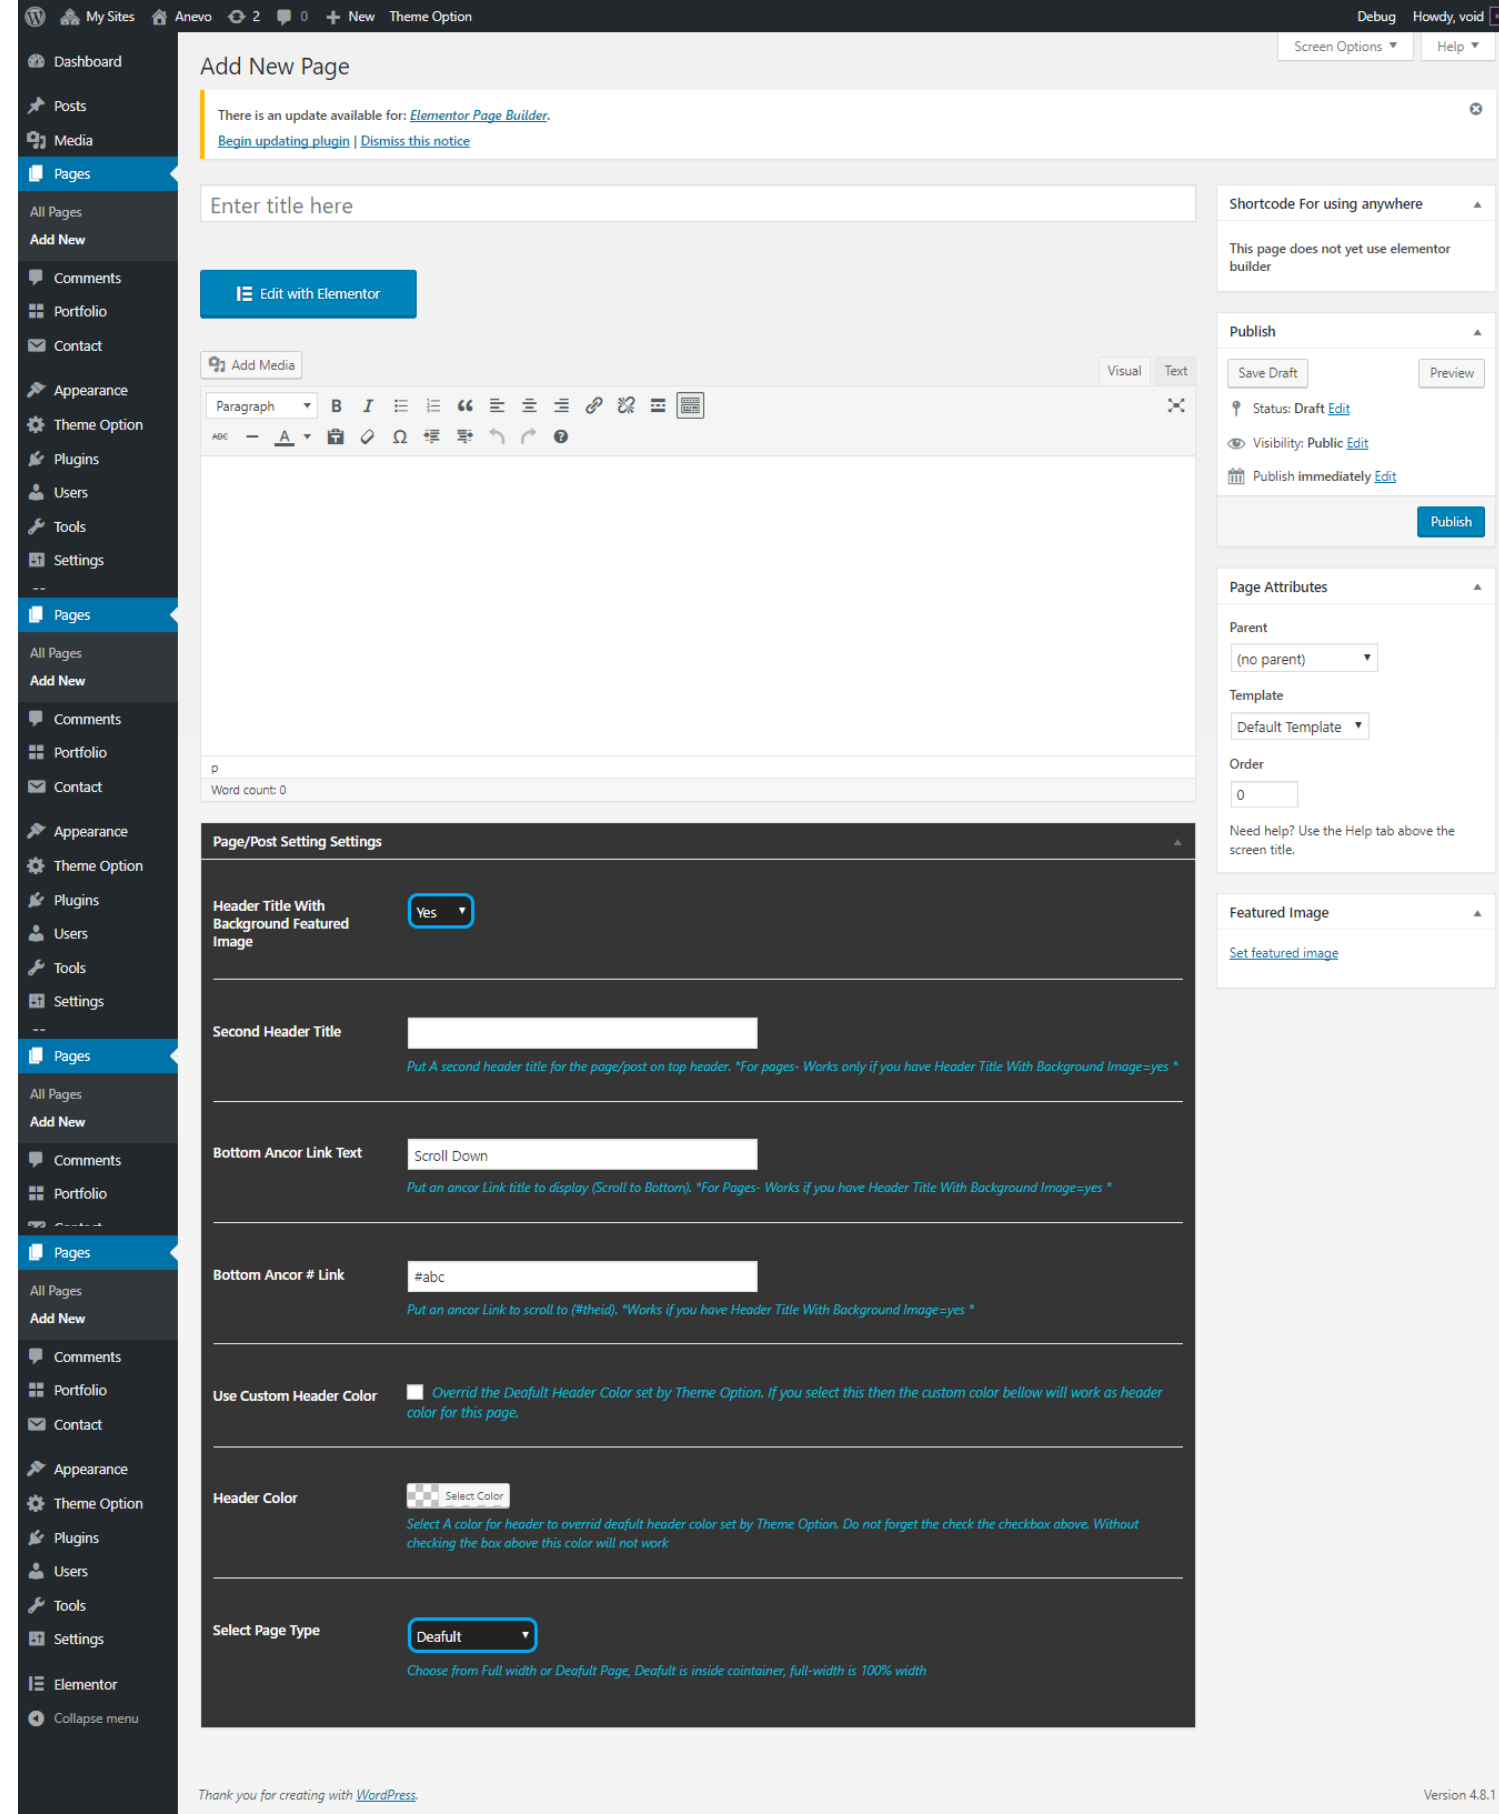 My Sites Anevo 2 0 New Theme Option Debug Howdy, void
Screen Options Help
Dashboard
Posts
Media
Pages
All Pages
Add New
Comments
Portfolio
Contact
Appearance
Theme Option
Plugins
Users
Tools
Settings
Pages
All Pages
Add New
Comments
Portfolio
Contact
Appearance
Theme Option
Plugins
Users
Tools
Settings
Pages
All Pages
Add New
Comments
Portfolio
Contact
Pages
All Pages
Add New
Comments
Portfolio
Contact
Appearance
Theme Option
Plugins
Users
Tools
Settings
Elementor
Collapse menu
Add New Page
There is an update available for: Elementor Page Builder.
Begin updating plugin | Dismiss this notice
Enter title here
Edit with Elementor
Add Media
Visual Text
Paragraph
B I
ABC A Ω
p
Word count: 0
Page/Post Setting Settings
Header Title With
Background Featured
Image
Yes
Second Header Title
Put A second header title for the page/post on top header. *For pages- Works only if you have Header Title With Background Image=yes *
Bottom Ancor Link Text
Scroll Down
Put an ancor Link title to display (Scroll to Bottom). *For Pages- Works if you have Header Title With Background Image=yes *
Bottom Ancor # Link
#abc
Put an ancor Link to scroll to (#theid). *Works if you have Header Title With Background Image=yes *
Use Custom Header Color
Overrid the Deafult Header Color set by Theme Option. If you select this then the custom color bellow will work as header
color for this page.
Header Color
Select Color
Select A color for header to overrid deafult header color set by Theme Option. Do not forget the check the checkbox above. Without
checking the box above this color will not work
Select Page Type
Deafult
Choose from Full width or Deafult Page, Deafult is inside cointainer, full-width is 100% width
Shortcode For using anywhere
This page does not yet use elementor
builder
Publish
Save Draft Preview
Status: Draft Edit
Visibility: Public Edit
Publish immediately Edit
Publish
Page Attributes
Parent
(no parent)
Template
Default Template
Order
0
Need help? Use the Help tab above the
screen title.
Featured Image
Set featured image
Thank you for creating with WordPress.
Version 4.8.1